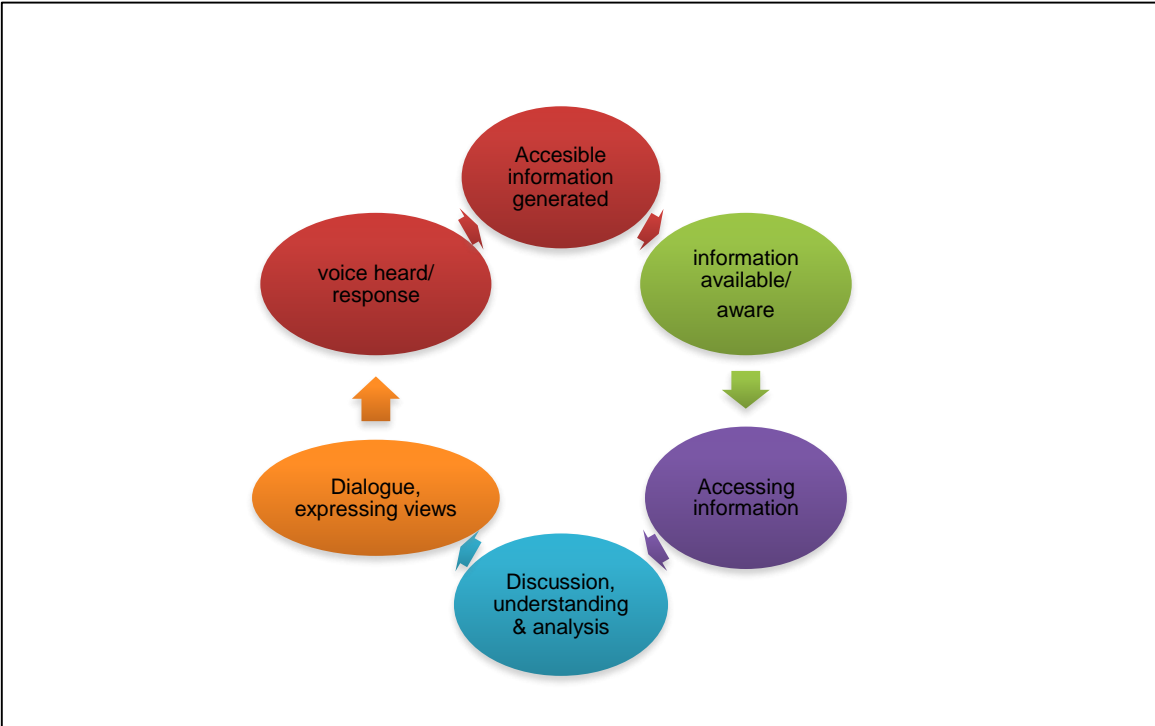 Accesible
information
generated
information
available/
aware
Accessing
information
Discussion,
understanding
& analysis
Dialogue,
expressing views
voice heard/
response